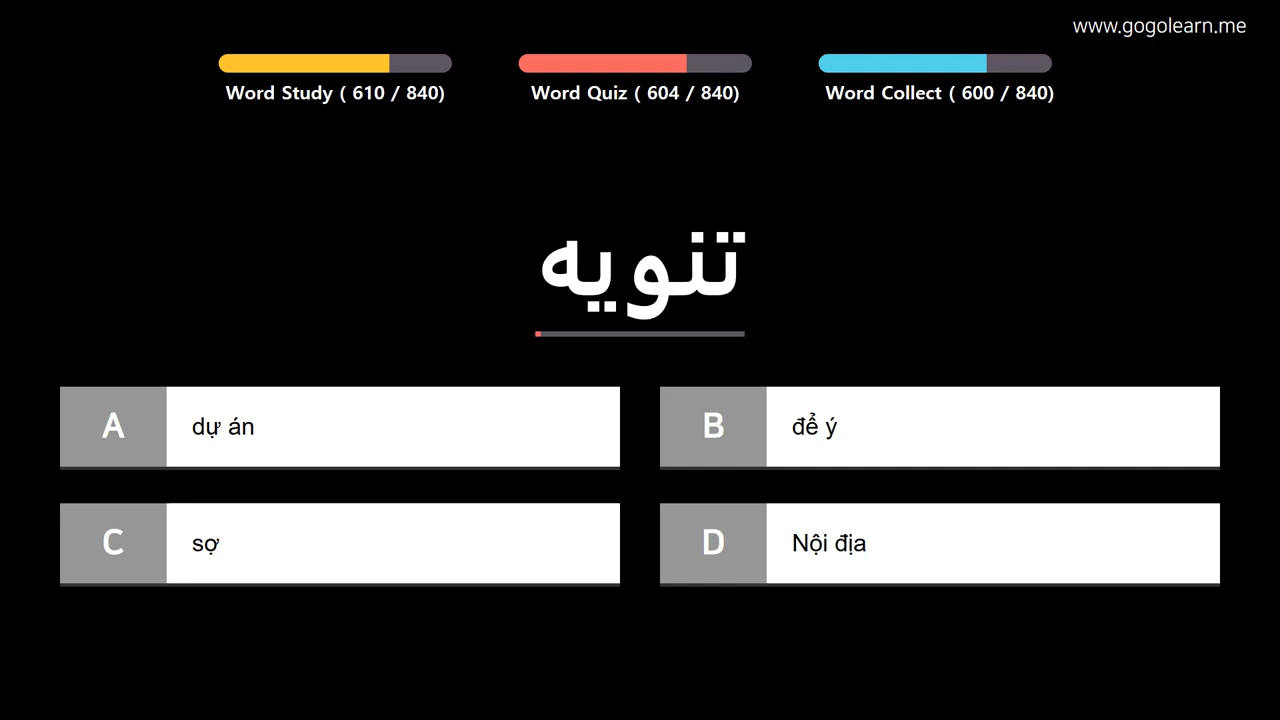 www.gogolearn.me
Word Study ( 610 / 840)
Word Quiz ( 604 / 840)
Word Collect ( 600 / 840)
تنويه
A
dự án
B
để ý
C
sợ
D
Nội địa